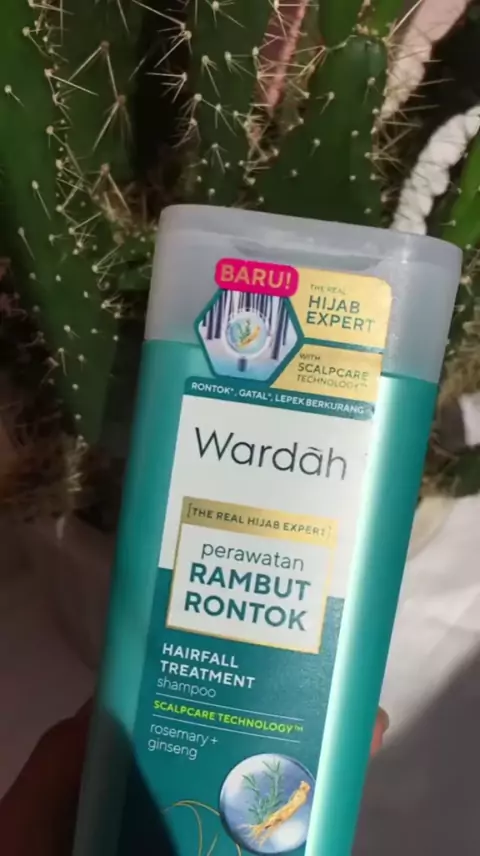 BARU!
THE REAL
HIJAB
EXPERT
WITH
SCALPCARE
TECHNOLOGY™
RONTOK*, GATAL*, LEPEK BERKURANG
Wardah
[THE REAL HIJAB EXPERT]
perawatan
RAMBUT
RONTOK
HAIRFALL
TREATMENT
shampoo
SCALPCARE TECHNOLOGY™
rosemary+
ginseng